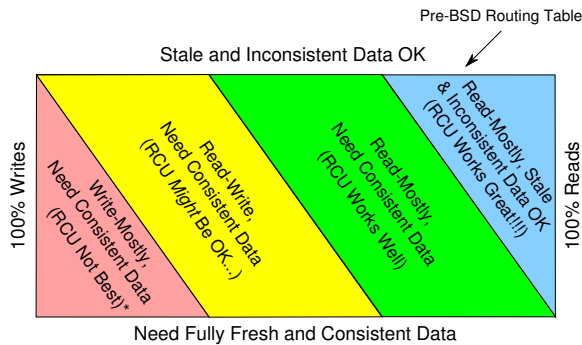 Pre-BSD Routing Table
Stale and Inconsistent Data OK
100% Writes
Write-Mostly,
Need Consistent Data
(RCU Not Best)*
Read-Write,
Need Consistent Data
(RCU Might Be OK...)
Read-Mostly,
Need Consistent Data
(RCU Works Well)
Read-Mostly, Stale
& Inconsistent Data OK
(RCU Works Great!!!)
100% Reads
Need Fully Fresh and Consistent Data